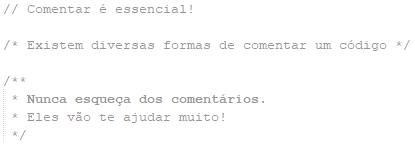 // Comentar é essencial!
/* Existem diversas formas de comentar um código */
/**
* Nunca esqueça dos comentários.
* Eles vão te ajudar muito!
*/